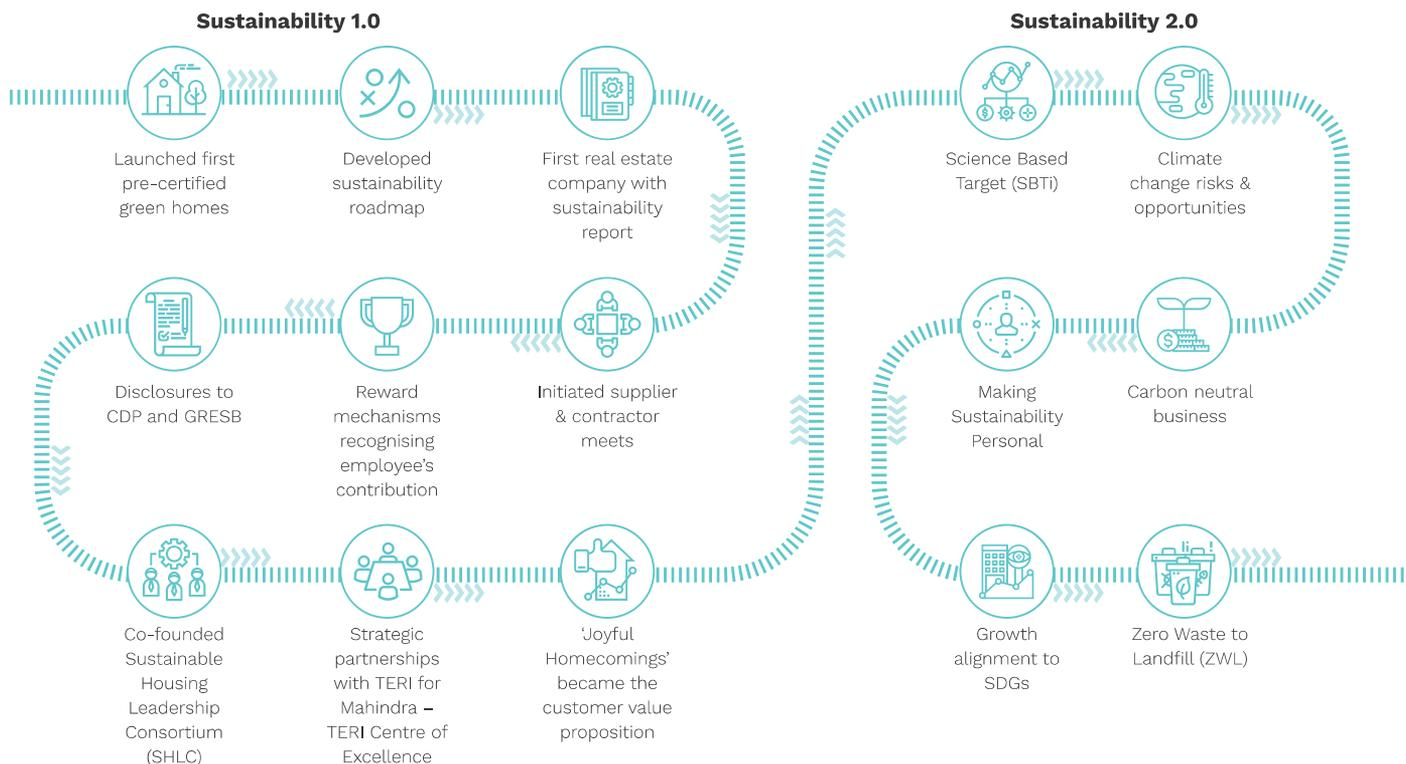 Sustainability 1.0
Launched first
pre-certified
green homes
Developed
sustainability
roadmap
First real estate
company with
sustainability
report
Initiated supplier
& contractor
meets
Reward
mechanisms
recognising
employee's
contribution
Disclosures to
CDP and GRESB
Co-founded
Sustainable
Housing
Leadership
Consortium
(SHLC)
Strategic
partnerships
with TERI for
Mahindra –
TERI Centre of
Excellence
‘Joyful
Homecomings’
became the
customer value
proposition
Sustainability 2.0
Science Based
Target (SBTi)
Climate
change risks &
opportunities
Carbon neutral
business
Making
Sustainability
Personal
Growth
alignment to
SDGs
Zero Waste to
Landfill (ZWL)